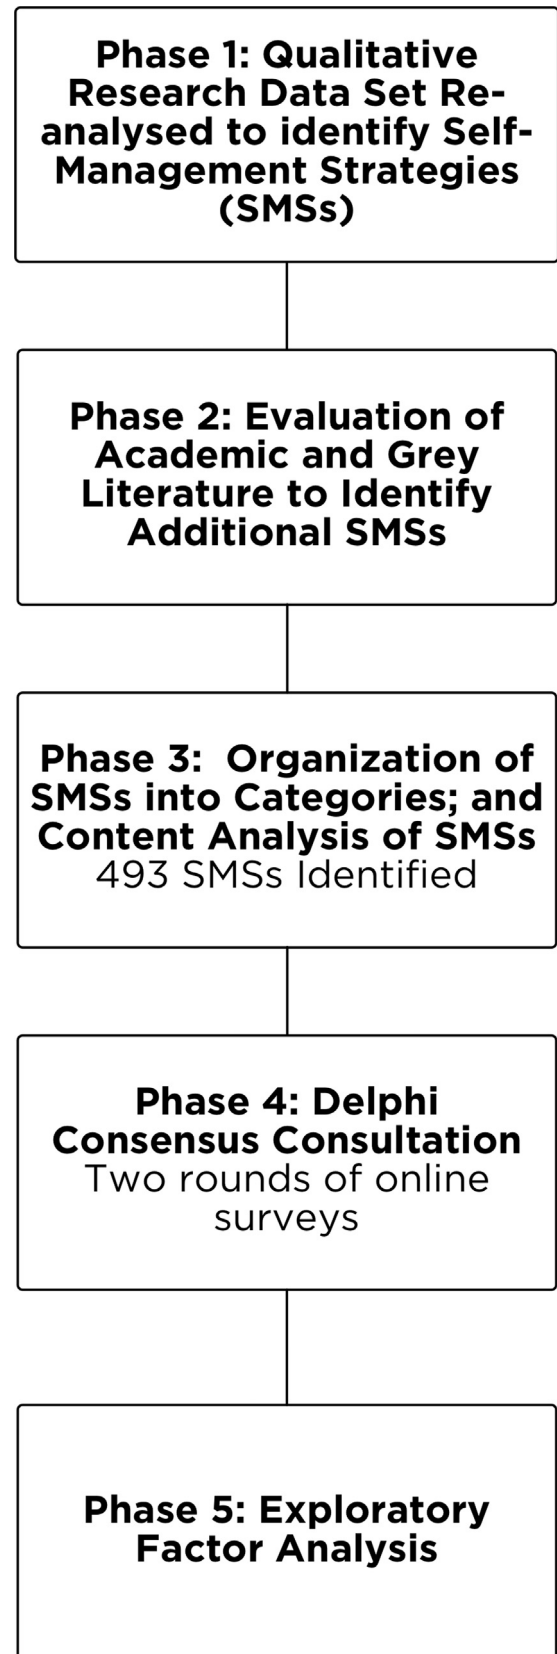 Phase 1: Qualitative
Research Data Set Re-
analysed to identify Self-
Management Strategies
(SMSs)
Phase 2: Evaluation of
Academic and Grey
Literature to Identify
Additional SMSs
Phase 3:  Organization of
SMSs into Categories; and
Content Analysis of SMSs
493 SMSs Identified
Phase 4: Delphi
Consensus Consultation
Two rounds of online
surveys
Phase 5: Exploratory
Factor Analysis